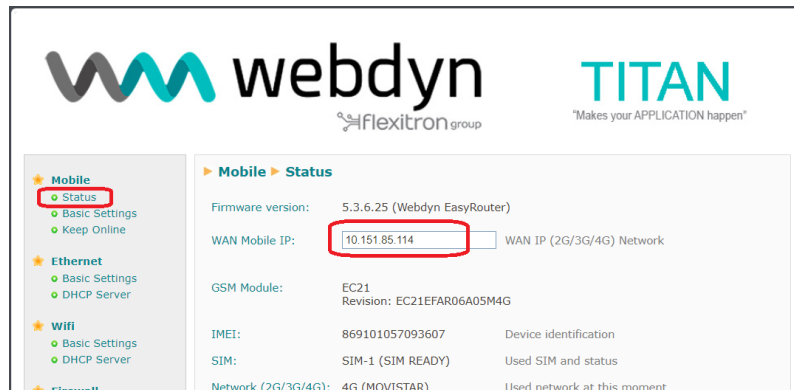 webdyn
flexitron group
TITAN
"Makes your APPLICATION happen"
Mobile
Status
Basic Settings
Keep Online
Ethernet
Basic Settings
DHCP Server
Wifi
Basic Settings
DHCP Server
Firewall
Mobile Status
Firmware version: 5.3.6.25 (Webdyn EasyRouter)
WAN Mobile IP: 10.151.85.114 WAN IP (2G/3G/4G) Network
GSM Module: EC21
Revision: EC21EFAR06A05M4G
IMEI: 869101057093607 Device identification
SIM: SIM-1 (SIM READY) Used SIM and status
Network (2G/3G/4G): 4G (MOVISTAR) Used network at this moment